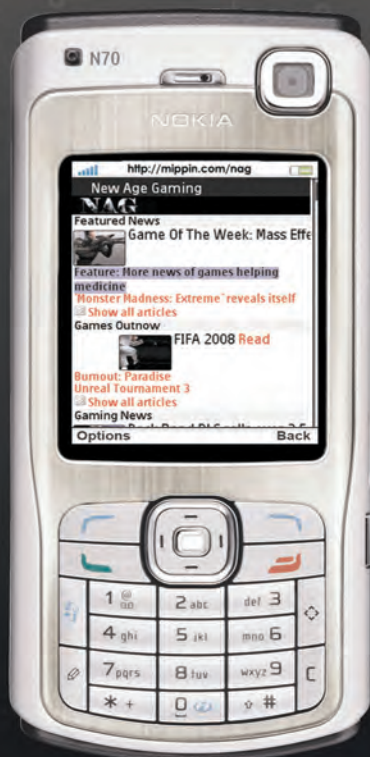 N70
NOKIA
http://mippin.com/nag
New Age Gaming
NAG
Featured News
Game Of The Week: Mass Effe
Feature: More news of games helping
medicine
'Monster Madness: Extreme' reveals itself
Show all articles
Games Outnow
FIFA 2008 Read
Burnout: Paradise
Unreal Tournament 3
Show all articles
Gaming News
Options Back
1 2 abc def 3
4 ghi 5 jkl mno 6
7 pqrs 8 tuv wxyz 9 C
* + 0 #